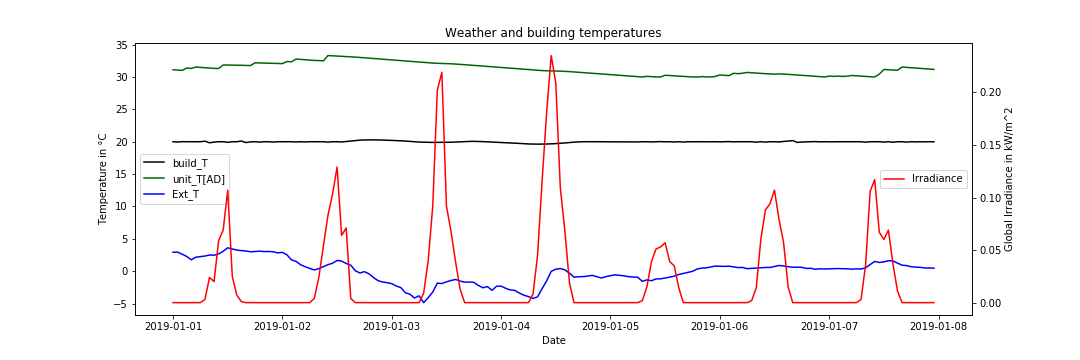 Weather and building temperatures
35
30
25
20
15
10
5
0
−5
Temperature in °C
build_T
unit_T[AD]
Ext_T
Irradiance
0.20
0.15
0.10
0.05
0.00
Global Irradiance in kW/m^2
2019-01-01 2019-01-02 2019-01-03 2019-01-04 2019-01-05 2019-01-06 2019-01-07 2019-01-08
Date